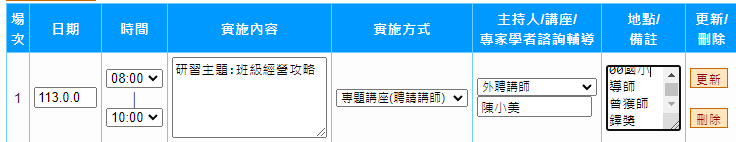 場次
日期
時間
實施內容
實施方式
主持人/講座/
專家學者諮詢輔導
地點/
備註
更新/
刪除
1
113.0.0
08:00
|
10:00
研習主題:班級經營攻略
專題講座(聘請講師)
外聘講師
陳小美
00國小
導師
曾獲師
鐸獎
更新
刪除